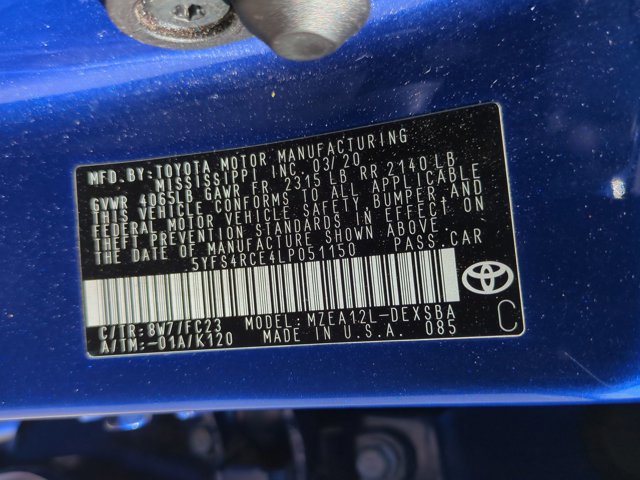 MFD.BY:TOYOTA MOTOR MANUFACTURING
MISSISSIPPI INC. 03/20
GVWR 4065LB GAWR FR 2315 LB RR 2140 LB
THIS VEHICLE CONFORMS TO ALL APPLICABLE
FEDERAL MOTOR VEHICLE SAFETY, BUMPER, AND
THEFT PREVENTION STANDARDS IN EFFECT ON
THE DATE OF MANUFACTURE SHOWN ABOVE.
5YFS4RCE4LP051150 PASS.CAR
C/TR:8W7/FC23 MODEL:MZEA12L-DEXSBA
A/TM:-01A/K120 MADE IN U.S.A. 085
C